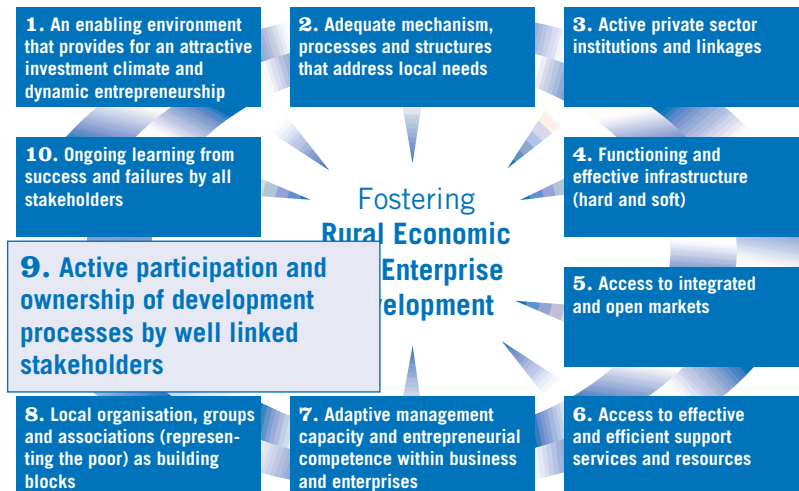 1. An enabling environment
that provides for an attractive
investment climate and
dynamic entrepreneurship
2. Adequate mechanism,
processes and structures
that address local needs
3. Active private sector
institutions and linkages
10. Ongoing learning from
success and failures by all
stakeholders
4. Functioning and
effective infrastructure
(hard and soft)
Fostering
Rural Economic
Enterprise
9. Active participation and
ownership of development
processes by well linked
stakeholders
5. Access to integrated
and open markets
8. Local organisation, groups
and associations (represen-
ting the poor) as building
blocks
7. Adaptive management
capacity and entrepreneurial
competence within business
and enterprises
6. Access to effective
and efficient support
services and resources